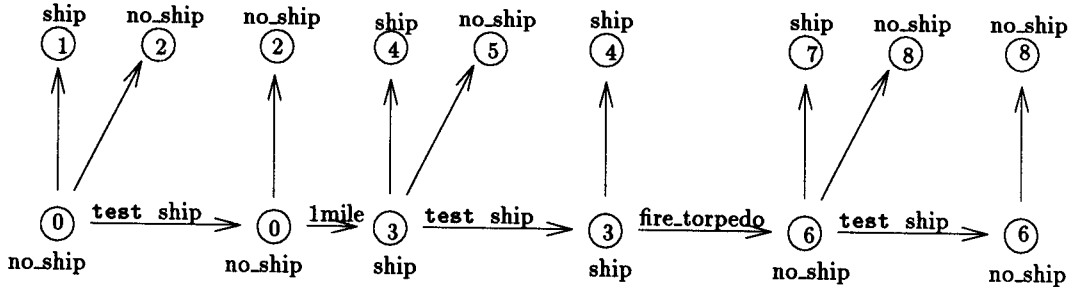 ship no_ship no_ship ship no_ship ship ship no_ship no_ship
1 2 2 4 5 4 7 8 8
0 test ship 0 1mile 3 test ship 3 fire_torpedo 6 test ship 6
no_ship no_ship ship ship no_ship no_ship